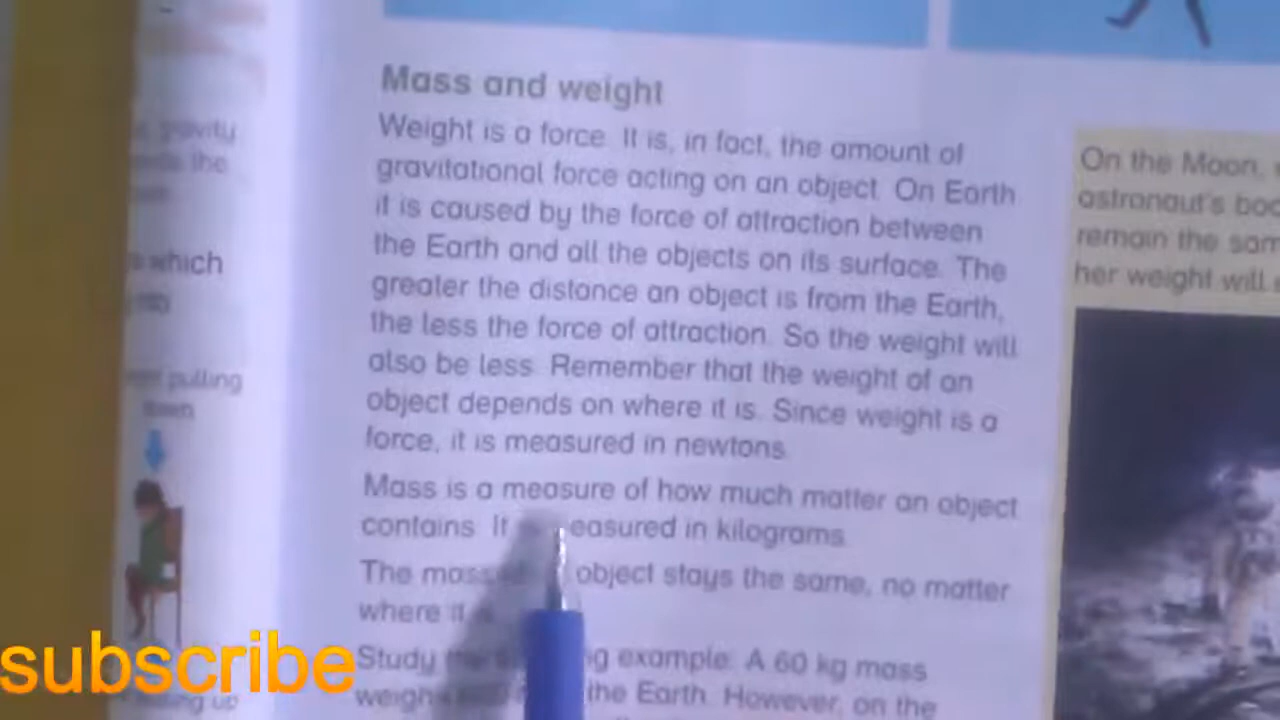 Mass and weight
Weight is a force. It is, in fact, the amount of
gravitational force acting on an object. On Earth
it is caused by the force of attraction between
the Earth and all the objects on its surface. The
greater the distance an object is from the Earth,
the less the force of attraction. So the weight will
also be less. Remember that the weight of an
object depends on where it is. Since weight is a
force, it is measured in newtons.
Mass is a measure of how much matter an object
contains. It easured in kilograms.
The mass object stays the same, no matter
where it
Study example: A 60 kg mass
the Earth. However, on the
On the Moon,
astronaut's
remain the
her weight will
gravity
the
which
pulling
down
up
subscribe